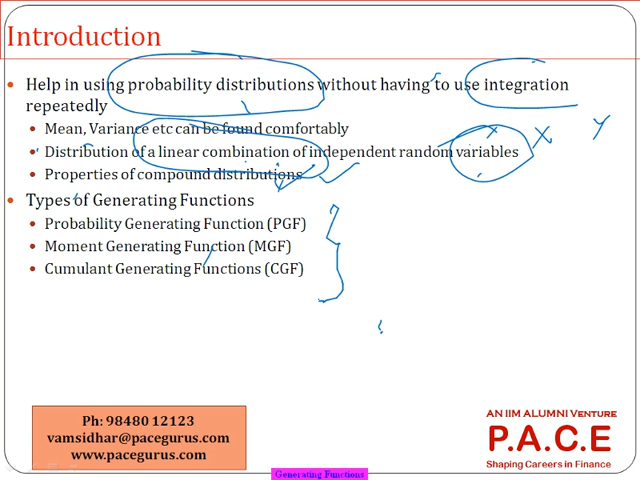 Introduction
• Help in using probability distributions without having to use integration
repeatedly
• Mean, Variance etc can be found comfortably
• Distribution of a linear combination of independent random variables
X Y
• Properties of compound distributions
• Types of Generating Functions
• Probability Generating Function (PGF)
• Moment Generating Function (MGF)
• Cumulant Generating Functions (CGF)
Ph: 98480 12123
vamsidhar@pacegurus.com
www.pacegurus.com
AN IIM ALUMNI VENTURE
P.A.C.E
Shaping Careers in Finance
Generating Functions